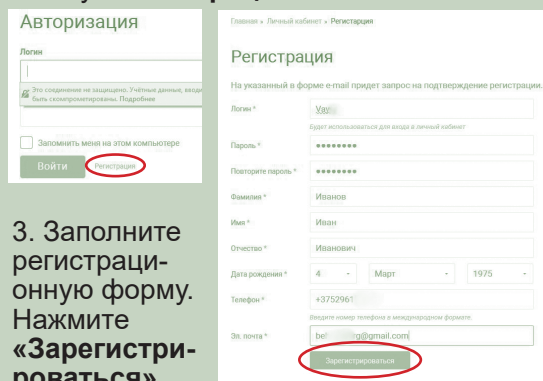 Авторизация
Логин
Это соединение не защищено. Учётные данные, вводи
быть скомпрометированы. Подробнее
Запомнить меня на этом компьютере
Войти Регистрация
3. Заполните
регистраци-
онную форму.
Нажмите
«Зарегистри-
роваться»
Главная » Личный кабинет » Регистарция
Регистрация
На указанный в форме e-mail придет запрос на подтверждение регистрации.
Логин *
Будет использоваться для входа в личный кабинет
Пароль * ••••••••
Повторите пароль * ••••••••
Фамилия * Иванов
Имя * Иван
Отчество * Иванович
Дата рождения * 4 - Март - 1975 -
Телефон * +3752961
Введите номер телефона в международном формате.
Эл. почта * be rg@gmail.com
Зарегистрироваться